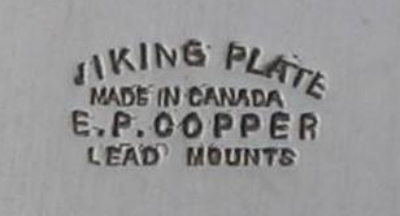 VIKING PLATE
MADE IN CANADA
E.P.COPPER
LEAD MOUNTS